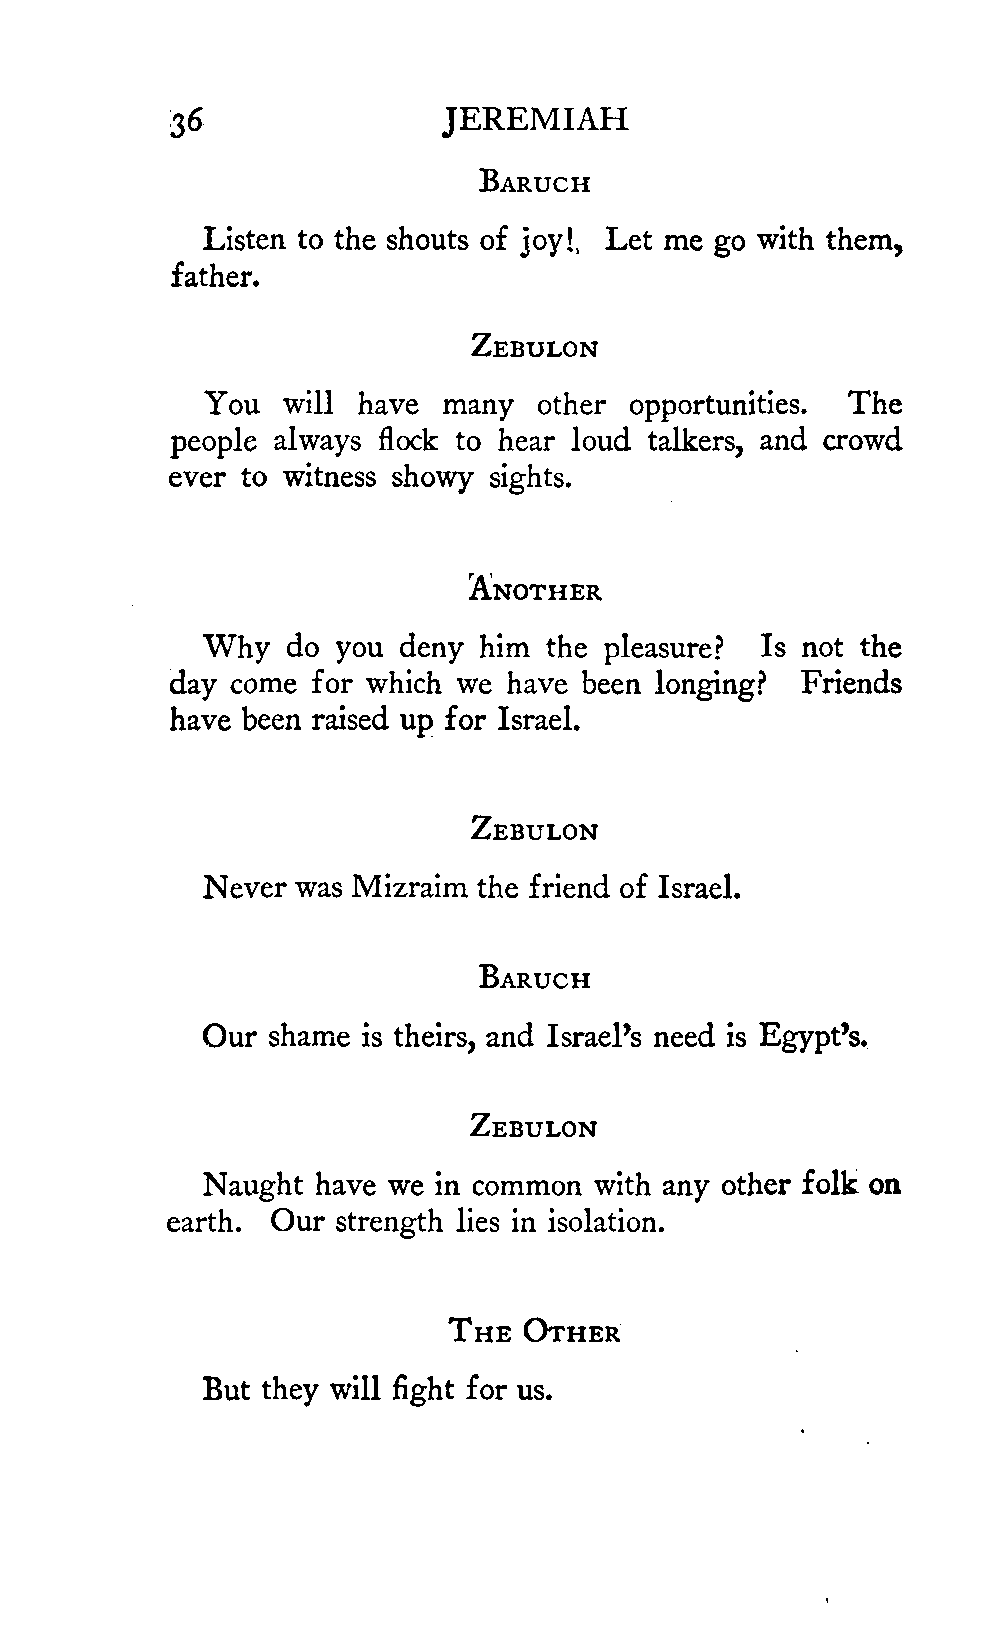 36 JEREMIAH
BARUCH
Listen to the shouts of joy! Let me go with them,
father.
ZEBULON
You will have many other opportunities. The
people always flock to hear loud talkers, and crowd
ever to witness showy sights.
ANOTHER
Why do you deny him the pleasure? Is not the
day come for which we have been longing? Friends
have been raised up for Israel.
ZEBULON
Never was Mizraim the friend of Israel.
BARUCH
Our shame is theirs, and Israel's need is Egypt's.
ZEBULON
Naught have we in common with any other folk on
earth. Our strength lies in isolation.
THE OTHER
But they will fight for us.